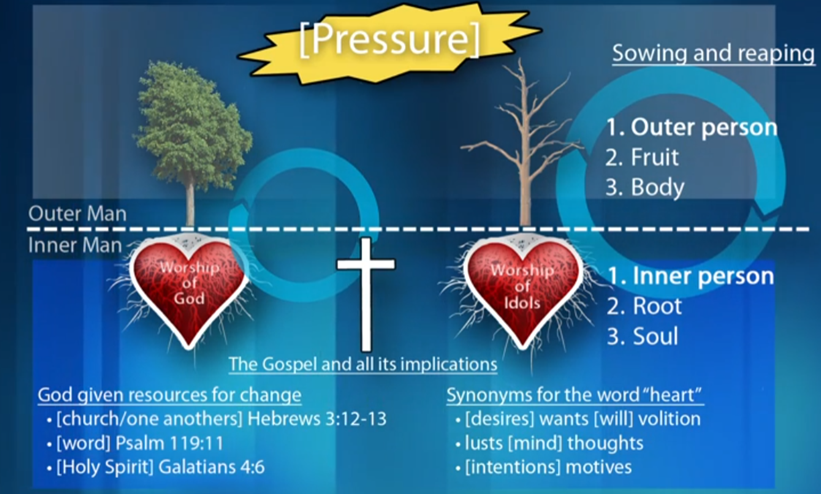 [Pressure]
Sowing and reaping
1. Outer person
2. Fruit
3. Body
Outer Man
Inner Man
Worship
of
God
Worship
of
Idols
1. Inner person
2. Root
3. Soul
The Gospel and all its implications
God given resources for change
• [church/one anothers] Hebrews 3:12-13
• [word] Psalm 119:11
• [Holy Spirit] Galatians 4:6
Synonyms for the word "heart"
• [desires] wants [will] volition
• lusts [mind] thoughts
• [intentions] motives